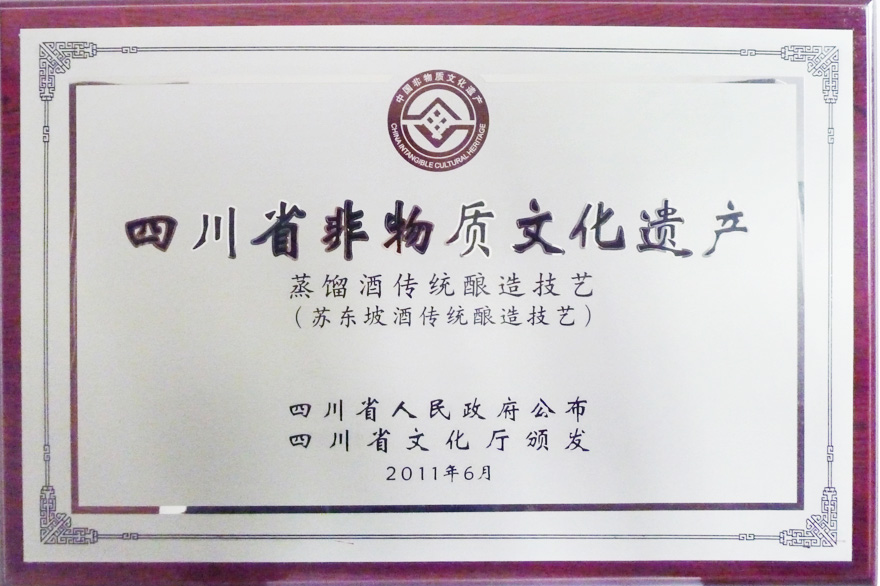 中国非物质文化遗产
CHINA INTANGIBLE CULTURAL HERITAGE
四川省非物质文化遗产
蒸馏酒传统酿造技艺
（苏东坡酒传统酿造技艺）
四川省人民政府公布
四川省文化厅颁发
2011年6月